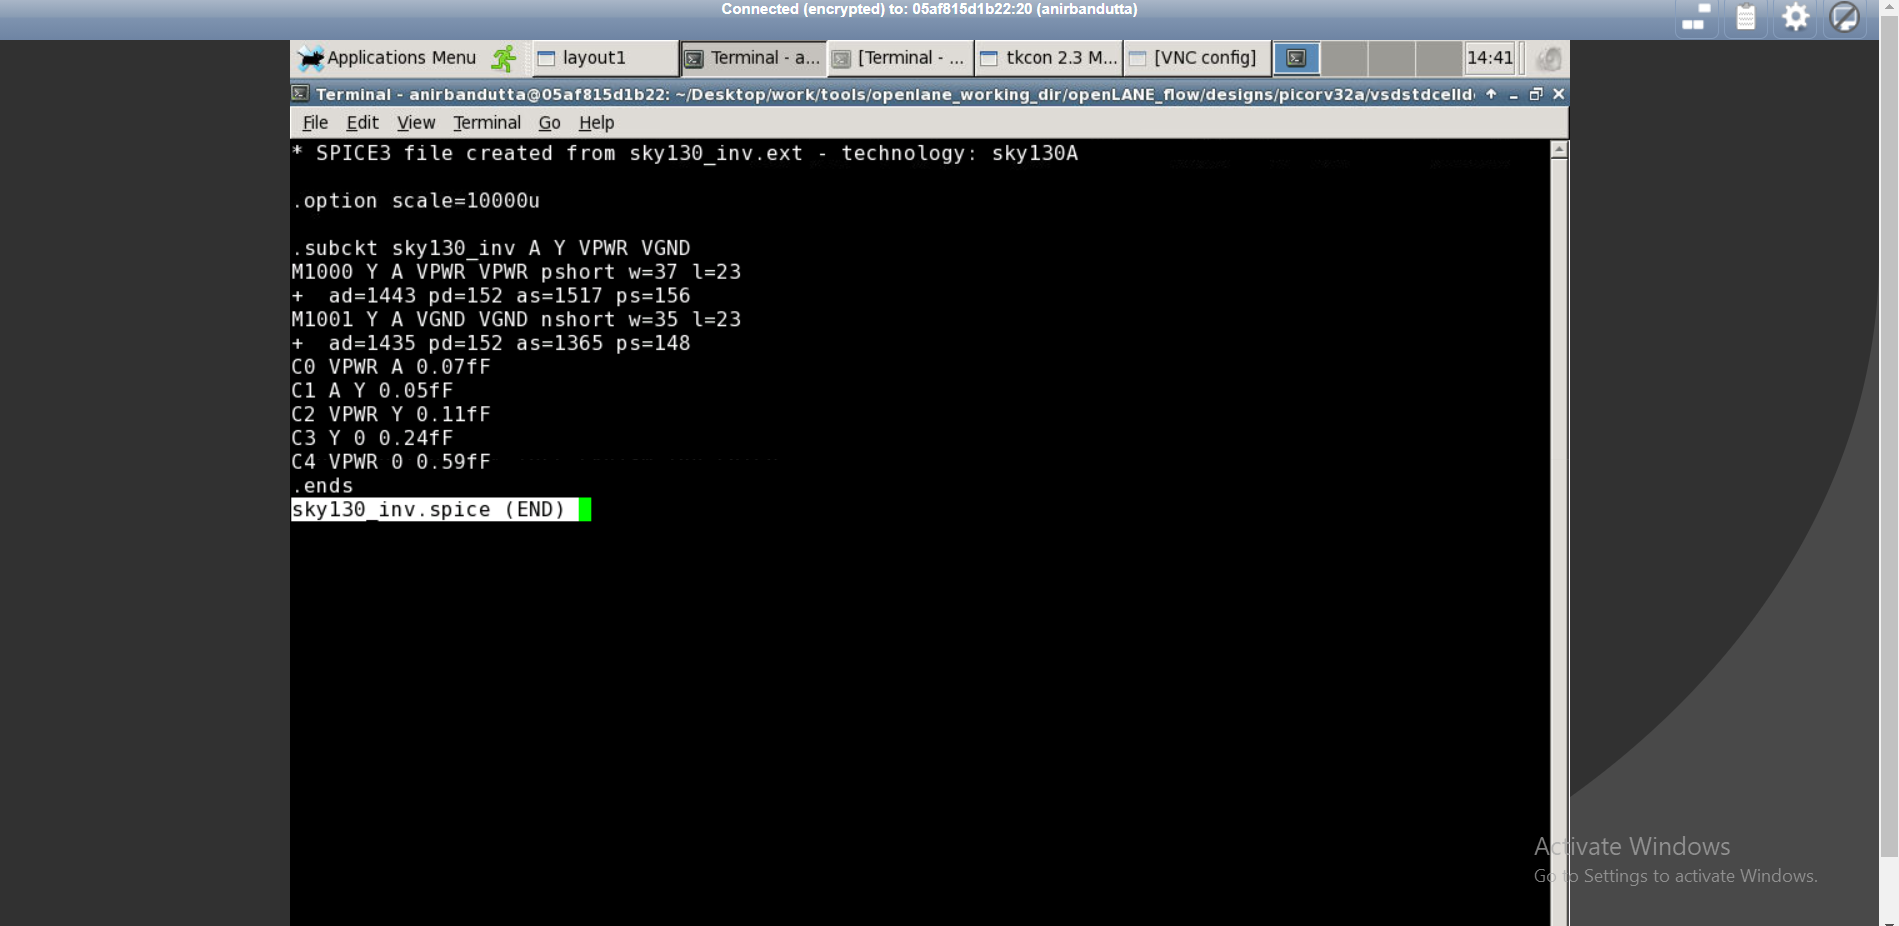 Connected (encrypted) to: 05af815d1b22:20 (anirbandutta)
Applications Menu layout1 Terminal - a... [Terminal - ... tkcon 2.3 M... [VNC config] 14:41
Terminal - anirbandutta@05af815d1b22: ~/Desktop/work/tools/openlane_working_dir/openLANE_flow/designs/picorv32a/vsdstdcelld
File Edit View Terminal Go Help
* SPICE3 file created from sky130_inv.ext - technology: sky130A
.option scale=10000u
.subckt sky130_inv A Y VPWR VGND
M1000 Y A VPWR VPWR pshort w=37 l=23
+ ad=1443 pd=152 as=1517 ps=156
M1001 Y A VGND VGND nshort w=35 l=23
+ ad=1435 pd=152 as=1365 ps=148
C0 VPWR A 0.07fF
C1 A Y 0.05fF
C2 VPWR Y 0.11fF
C3 Y 0 0.24fF
C4 VPWR 0 0.59fF
.ends
sky130_inv.spice (END)
Activate Windows
Go to Settings to activate Windows.